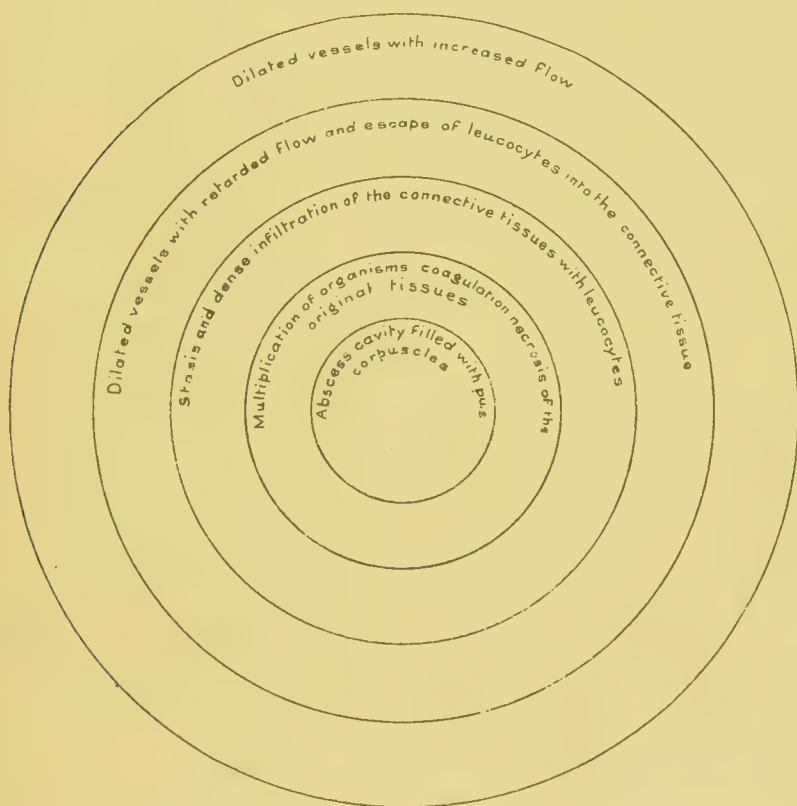 Dilated vessels with increased flow
Dilated vessels with retarded flow and escape of leucocytes into the connective tissue
Stasis and dense infiltration of the connective tissues with leucocytes
Multiplication of organisms coagulation necrosis of the
original tissues
Abscess cavity filled with pus
corpuscles